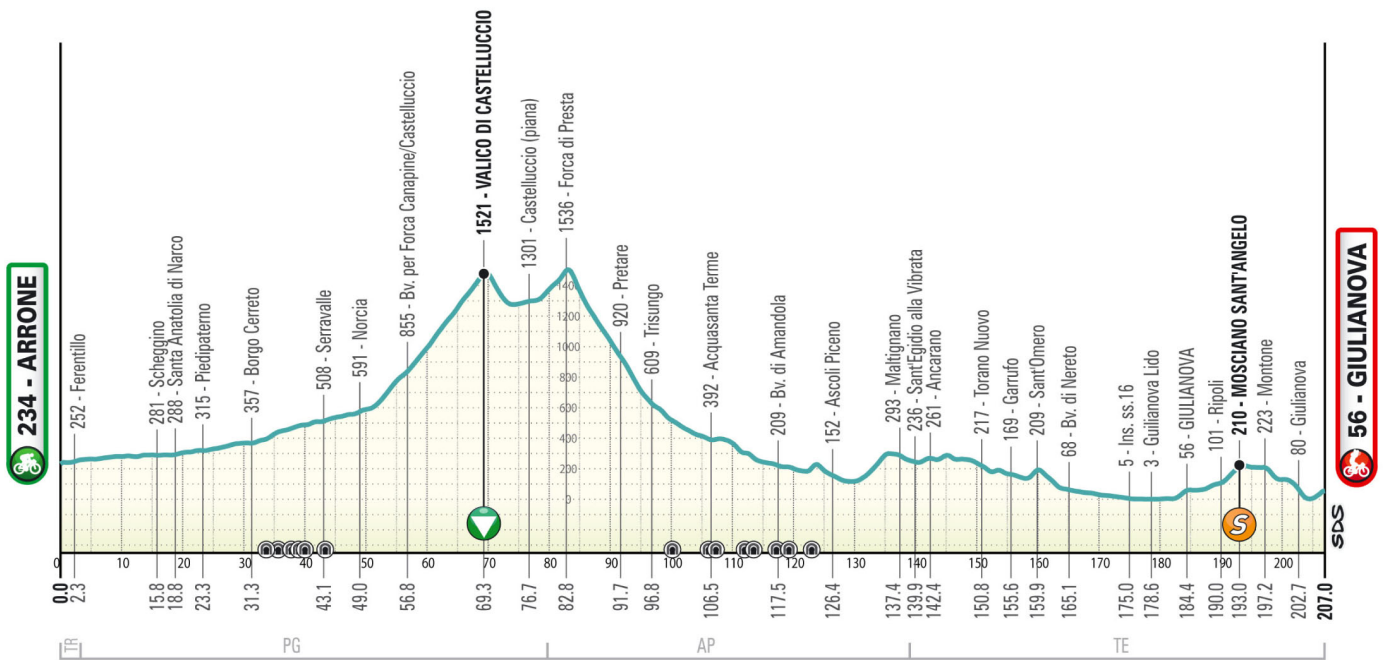 234 - ARRONE
252 - Ferentillo
281 - Scheggino
288 - Santa Anatolia di Narco
315 - Piedipaterno
357 - Borgo Cerreto
508 - Serravalle
591 - Norcia
855 - Bv. per Forca Canapine/Castelluccio
1521 - VALICO DI CASTELLUCCIO
1301 - Castelluccio (piana)
1536 - Forca di Presta
920 - Pretare
609 - Trisungo
392 - Acquasanta Terme
209 - Bv. di Amandola
152 - Ascoli Piceno
293 - Maltignano
236 - Sant'Egidio alla Vibrata
261 - Ancarano
217 - Torano Nuovo
169 - Garrufo
209 - Sant'Omero
68 - Bv. di Nereto
5 - Ins. ss.16
3 - Guilianova Lido
56 - GIULIANOVA
101 - Ripoli
210 - MOSCIANO SANT'ANGELO
223 - Montone
80 - Giulianova
56 - GIULIANOVA
1400
1200
1000
800
600
400
200
0
S
SDS
0 10 20 30 40 50 60 70 80 90 100 110 120 130 140 150 160 170 180 190 200
0.0 2.3 15.8 18.8 23.3 31.3 43.1 49.0 56.8 69.3 76.7 82.8 91.7 96.8 106.5 117.5 126.4 137.4 139.9 142.4 150.8 155.6 159.9 165.1 175.0 178.6 184.4 190.0 193.0 197.2 202.7 207.0
TR PG AP TE